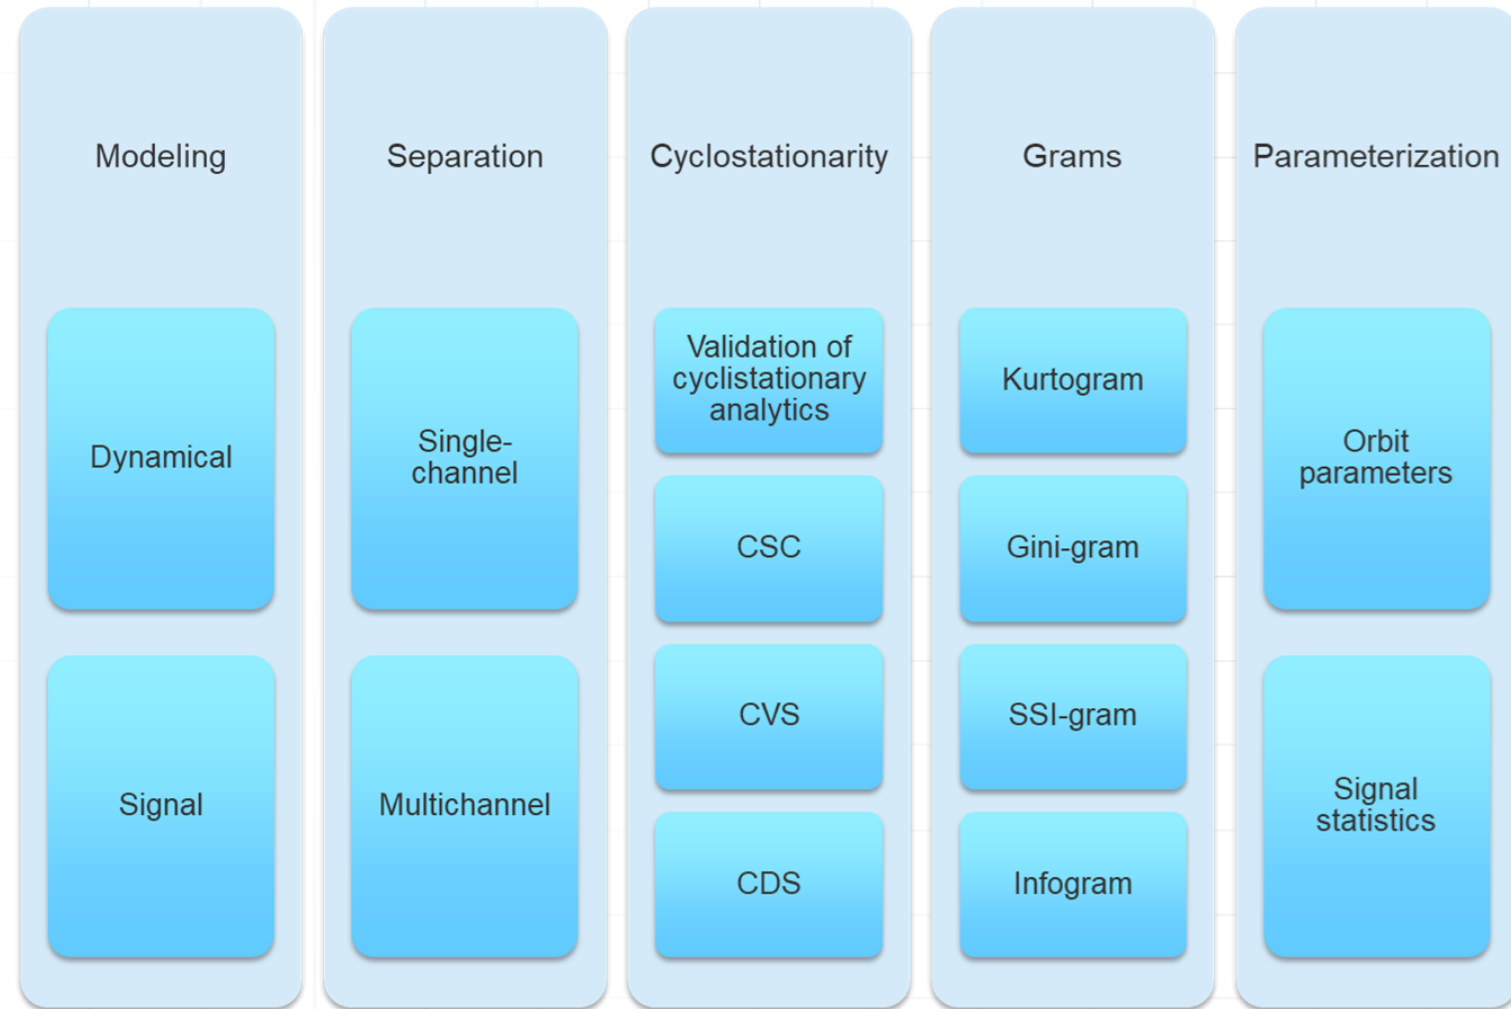 Modeling
Dynamical
Signal
Separation
Single-
channel
Multichannel
Cyclostationarity
Validation of
cyclistationary
analytics
CSC
CVS
CDS
Grams
Kurtogram
Gini-gram
SSI-gram
Infogram
Parameterization
Orbit
parameters
Signal
statistics